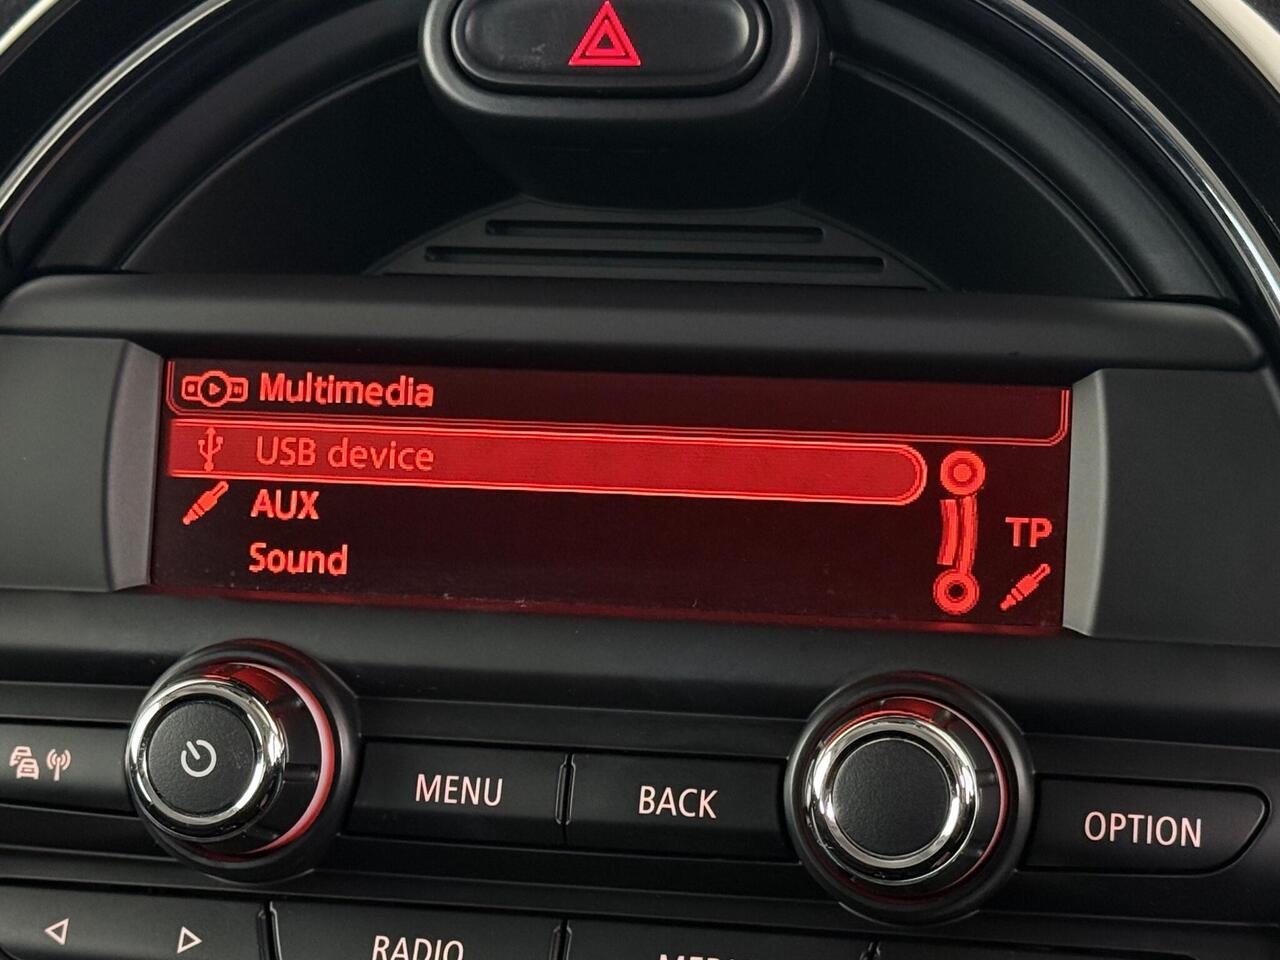 Multimedia
USB device
AUX
Sound
TP
MENU
BACK
OPTION
RADIO